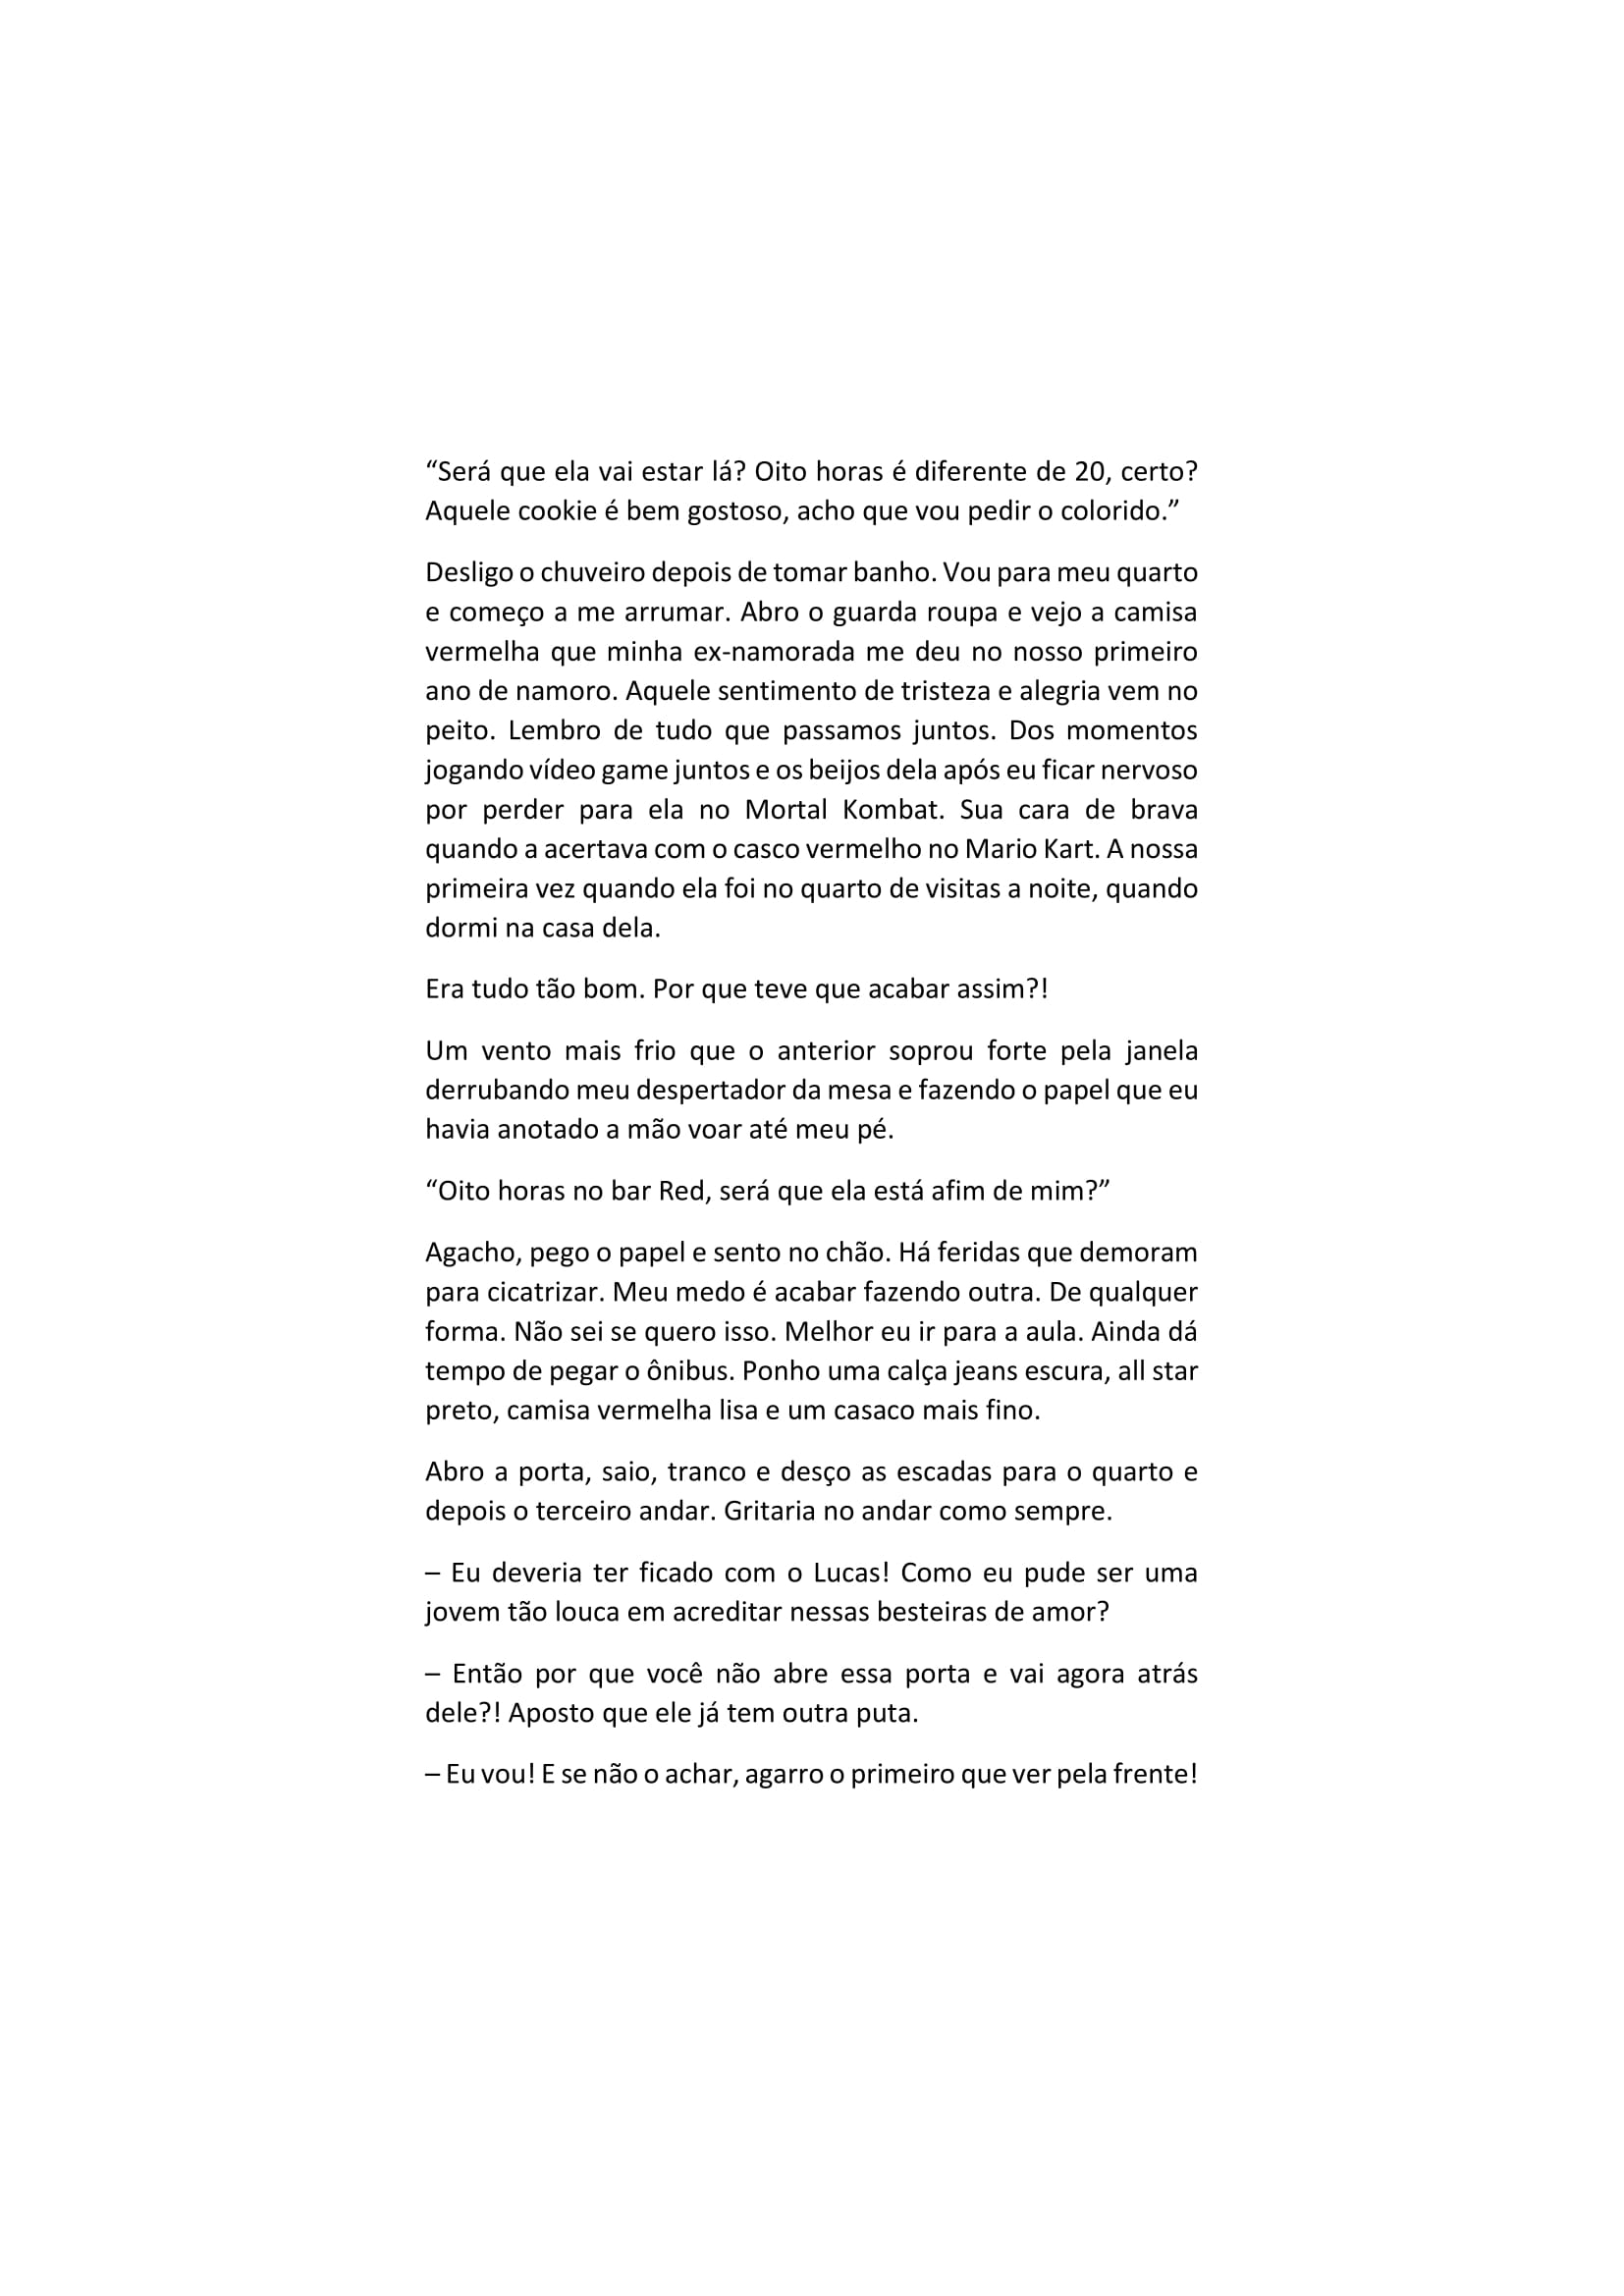 “Será que ela vai estar lá? Oito horas é diferente de 20, certo?
Aquele cookie é bem gostoso, acho que vou pedir o colorido.”
Desligo o chuveiro depois de tomar banho. Vou para meu quarto
e começo a me arrumar. Abro o guarda roupa e vejo a camisa
vermelha que minha ex-namorada me deu no nosso primeiro
ano de namoro. Aquele sentimento de tristeza e alegria vem no
peito. Lembro de tudo que passamos juntos. Dos momentos
jogando vídeo game juntos e os beijos dela após eu ficar nervoso
por perder para ela no Mortal Kombat. Sua cara de brava
quando a acertava com o casco vermelho no Mario Kart. A nossa
primeira vez quando ela foi no quarto de visitas a noite, quando
dormi na casa dela.
Era tudo tão bom. Por que teve que acabar assim?!
Um vento mais frio que o anterior soprou forte pela janela
derrubando meu despertador da mesa e fazendo o papel que eu
havia anotado a mão voar até meu pé.
“Oito horas no bar Red, será que ela está afim de mim?”
Agacho, pego o papel e sento no chão. Há feridas que demoram
para cicatrizar. Meu medo é acabar fazendo outra. De qualquer
forma. Não sei se quero isso. Melhor eu ir para a aula. Ainda dá
tempo de pegar o ônibus. Ponho uma calça jeans escura, all star
preto, camisa vermelha lisa e um casaco mais fino.
Abro a porta, saio, tranco e desço as escadas para o quarto e
depois o terceiro andar. Gritaria no andar como sempre.
– Eu deveria ter ficado com o Lucas! Como eu pude ser uma
jovem tão louca em acreditar nessas besteiras de amor?
– Então por que você não abre essa porta e vai agora atrás
dele?! Aposto que ele já tem outra puta.
– Eu vou! E se não o achar, agarro o primeiro que ver pela frente!